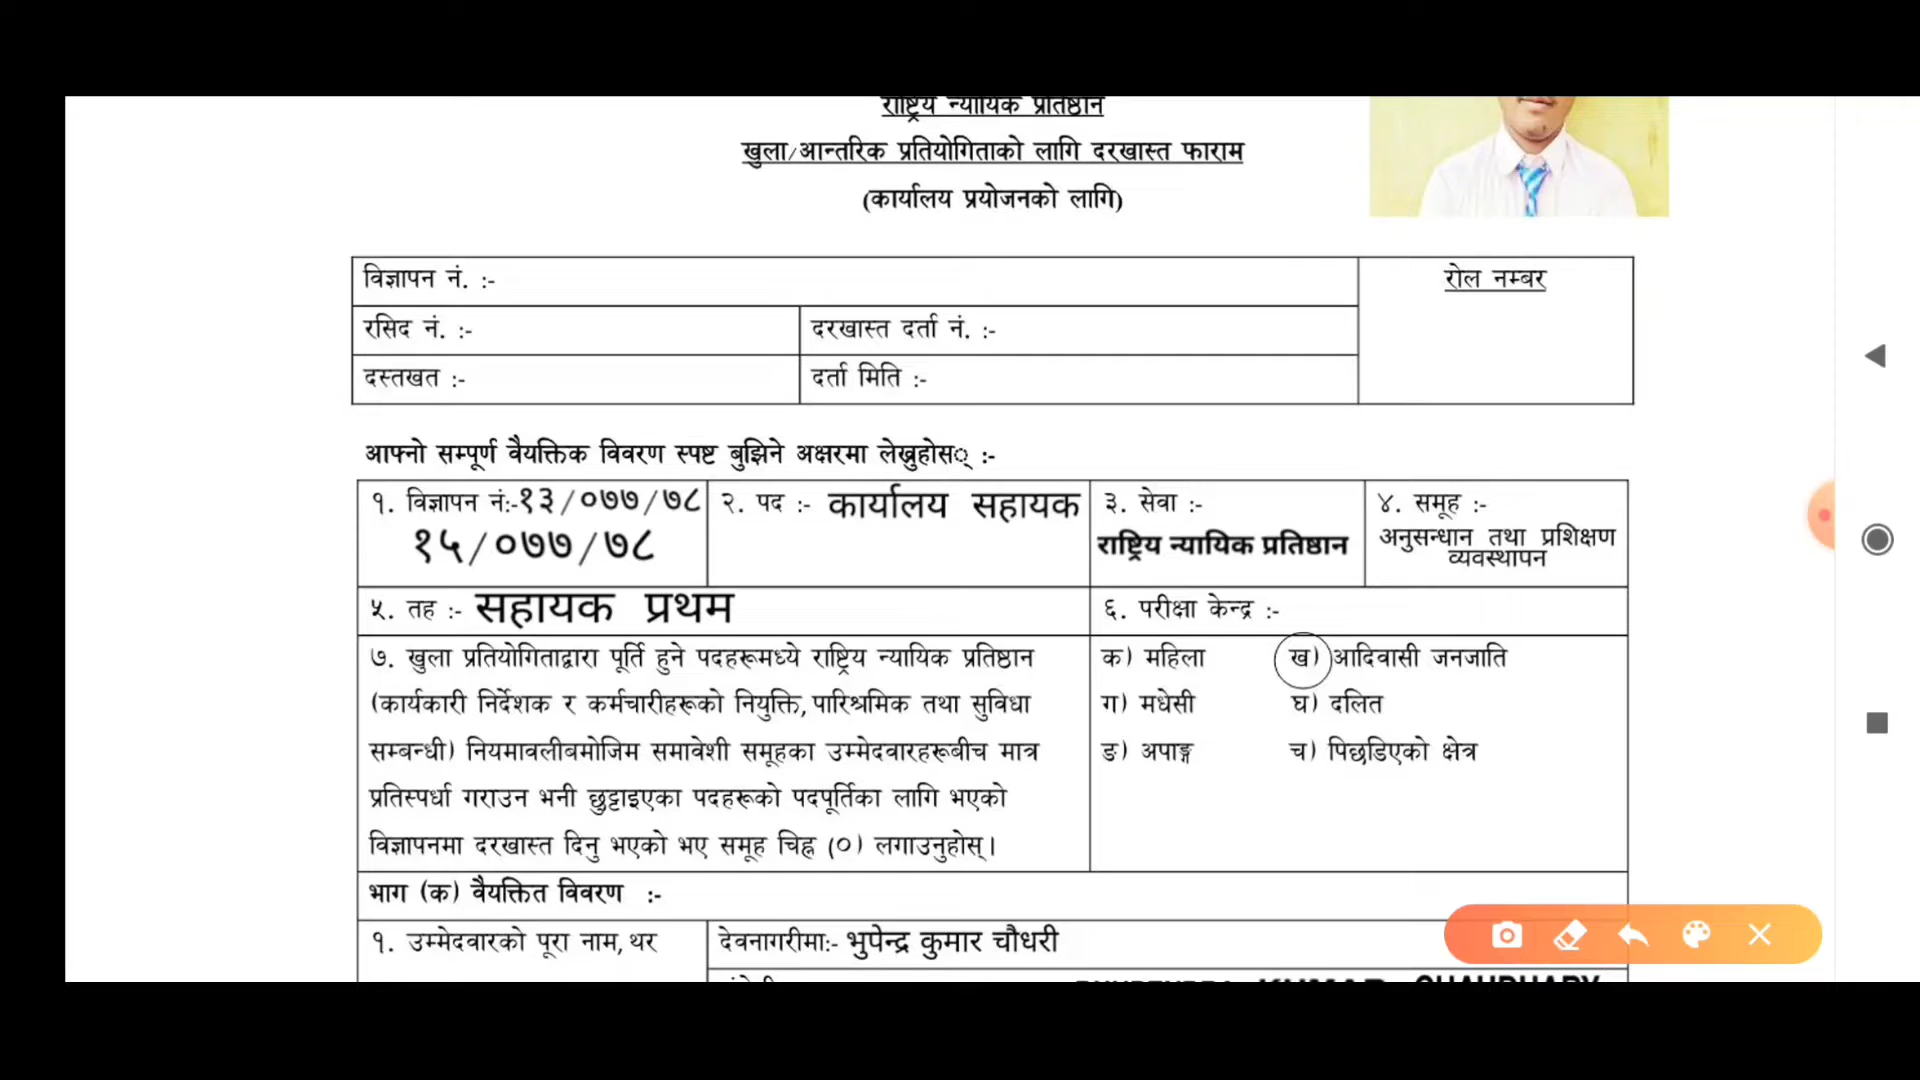 राष्ट्रिय न्यायिक प्रतिष्ठान
खुला/आन्तरिक प्रतियोगिताको लागि दरखास्त फाराम
(कार्यालय प्रयोजनको लागि)
विज्ञापन नं. :-
रोल नम्बर
रसिद नं. :-
दरखास्त दर्ता नं. :-
दस्तखत :-
दर्ता मिति :-
आफ्नो सम्पूर्ण वैयक्तिक विवरण स्पष्ट बुझिने अक्षरमा लेख्नुहोस् :-
१. विज्ञापन नं:-१३/०७७/७८
१५/०७७/७८
२. पद :- कार्यालय सहायक
३. सेवा :-
राष्ट्रिय न्यायिक प्रतिष्ठान
४. समूह :-
अनुसन्धान तथा प्रशिक्षण
व्यवस्थापन
५. तह :- सहायक प्रथम
६. परीक्षा केन्द्र :-
७. खुला प्रतियोगिताद्वारा पूर्ति हुने पदहरूमध्ये राष्ट्रिय न्यायिक प्रतिष्ठान
(कार्यकारी निर्देशक र कर्मचारीहरूको नियुक्ति, पारिश्रमिक तथा सुविधा
सम्बन्धी) नियमावलीबमोजिम समावेशी समूहका उम्मेदवारहरूबीच मात्र
प्रतिस्पर्धा गराउन भनी छुट्टाइएका पदहरूको पदपूर्तिका लागि भएको
विज्ञापनमा दरखास्त दिनु भएको भए समूह चिह्न (०) लगाउनुहोस्।
क) महिला ख) आदिवासी जनजाति
ग) मधेसी घ) दलित
ङ) अपाङ्ग च) पिछडिएको क्षेत्र
भाग (क) वैयक्तित विवरण :-
१. उम्मेदवारको पूरा नाम, थर
देवनागरीमा:- भुपेन्द्र कुमार चौधरी
KUMAR CHAUDHARY